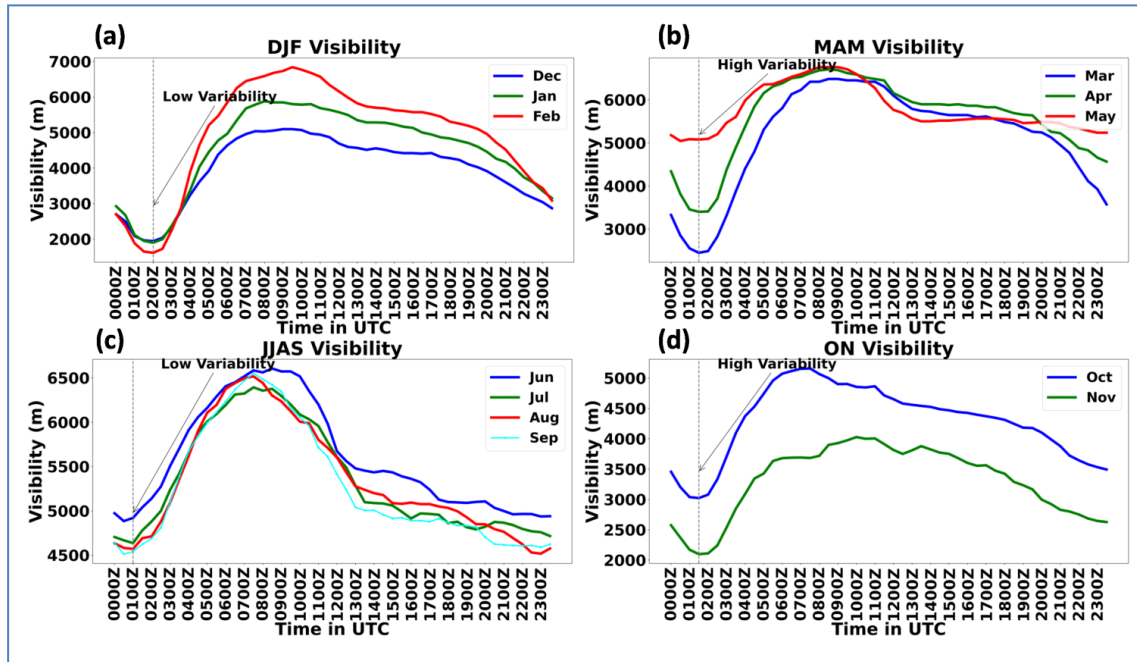 (a)
DJF Visibility
7000
6000
5000
4000
3000
2000
Visibility (m)
Low Variability
Dec
Jan
Feb
0000Z
0100Z
0200Z
0300Z
0400Z
0500Z
0600Z
0700Z
0800Z
0900Z
1000Z
1100Z
1200Z
1300Z
1400Z
1500Z
1600Z
1700Z
1800Z
1900Z
2000Z
2100Z
2200Z
2300Z
Time in UTC
(b)
MAM Visibility
6000
5000
4000
3000
Visibility (m)
High Variability
Mar
Apr
May
0000Z
0100Z
0200Z
0300Z
0400Z
0500Z
0600Z
0700Z
0800Z
0900Z
1000Z
1100Z
1200Z
1300Z
1400Z
1500Z
1600Z
1700Z
1800Z
1900Z
2000Z
2100Z
2200Z
2300Z
Time in UTC
(c)
JJAS Visibility
6500
6000
5500
5000
4500
Visibility (m)
Low Variability
Jun
Jul
Aug
Sep
0000Z
0100Z
0200Z
0300Z
0400Z
0500Z
0600Z
0700Z
0800Z
0900Z
1000Z
1100Z
1200Z
1300Z
1400Z
1500Z
1600Z
1700Z
1800Z
1900Z
2000Z
2100Z
2200Z
2300Z
Time in UTC
(d)
ON Visibility
5000
4500
4000
3500
3000
2500
2000
Visibility (m)
High Variability
Oct
Nov
0000Z
0100Z
0200Z
0300Z
0400Z
0500Z
0600Z
0700Z
0800Z
0900Z
1000Z
1100Z
1200Z
1300Z
1400Z
1500Z
1600Z
1700Z
1800Z
1900Z
2000Z
2100Z
2200Z
2300Z
Time in UTC